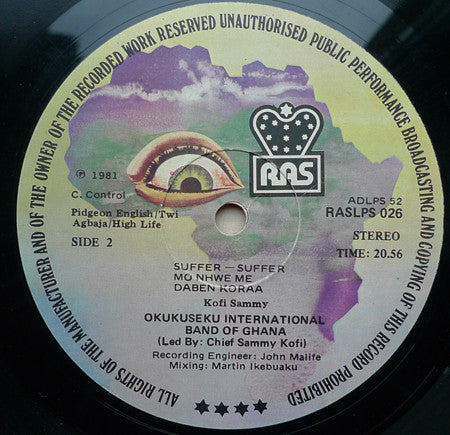 ALL RIGHTS OF THE MANUFACTURER AND OF THE OWNER OF THE RECORDED WORK RESERVED UNAUTHORISED PUBLIC PERFORMANCE BROADCASTING AND COPYING OF THIS RECORD PROHIBITED
RAS
℗ 1981
C. Control
Pidgeon English/Twi
Agbaja/High Life
SIDE 2
ADLPS 52
RASLPS 026
STEREO
TIME: 20.56
SUFFER – SUFFER
MO NHWE ME
DABEN KORAA
Kofi Sammy
OKUKUSEKU INTERNATIONAL
BAND OF GHANA
(Led By: Chief Sammy Kofi)
Recording Engineer: John Malife
Mixing: Martin Ikebuaku